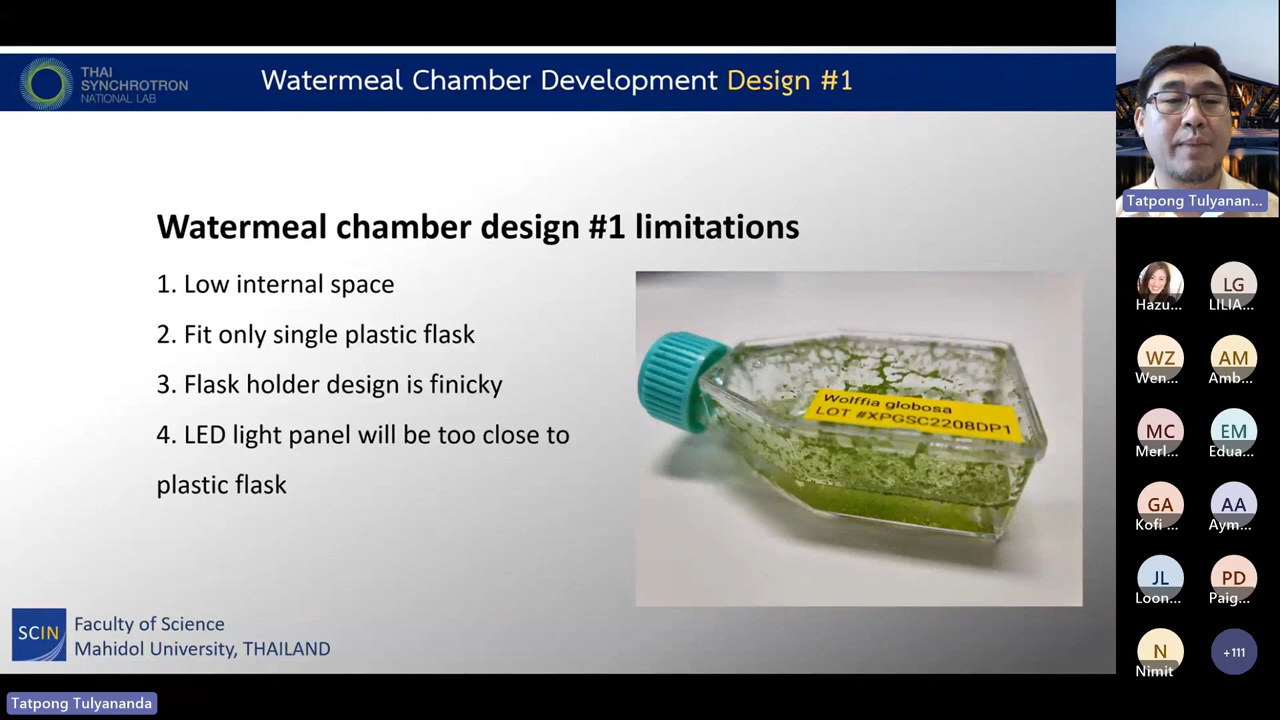 THAI
SYNCHROTRON
NATIONAL LAB
Watermeal Chamber Development Design #1
Watermeal chamber design #1 limitations
1. Low internal space
2. Fit only single plastic flask
3. Flask holder design is finicky
4. LED light panel will be too close to
plastic flask
Wolffia globosa
LOT #XPGSC2208DP1
SCIN
Faculty of Science
Mahidol University, THAILAND
Tatpong Tulyananda
Tatpong Tulyanan...
Hazu...
LG
LILIA...
WZ
Wen...
AM
Amb...
MC
Merl...
EM
Edua...
GA
Kofi ...
AA
Aym...
JL
Loon...
PD
Paig...
N
Nimit
+111